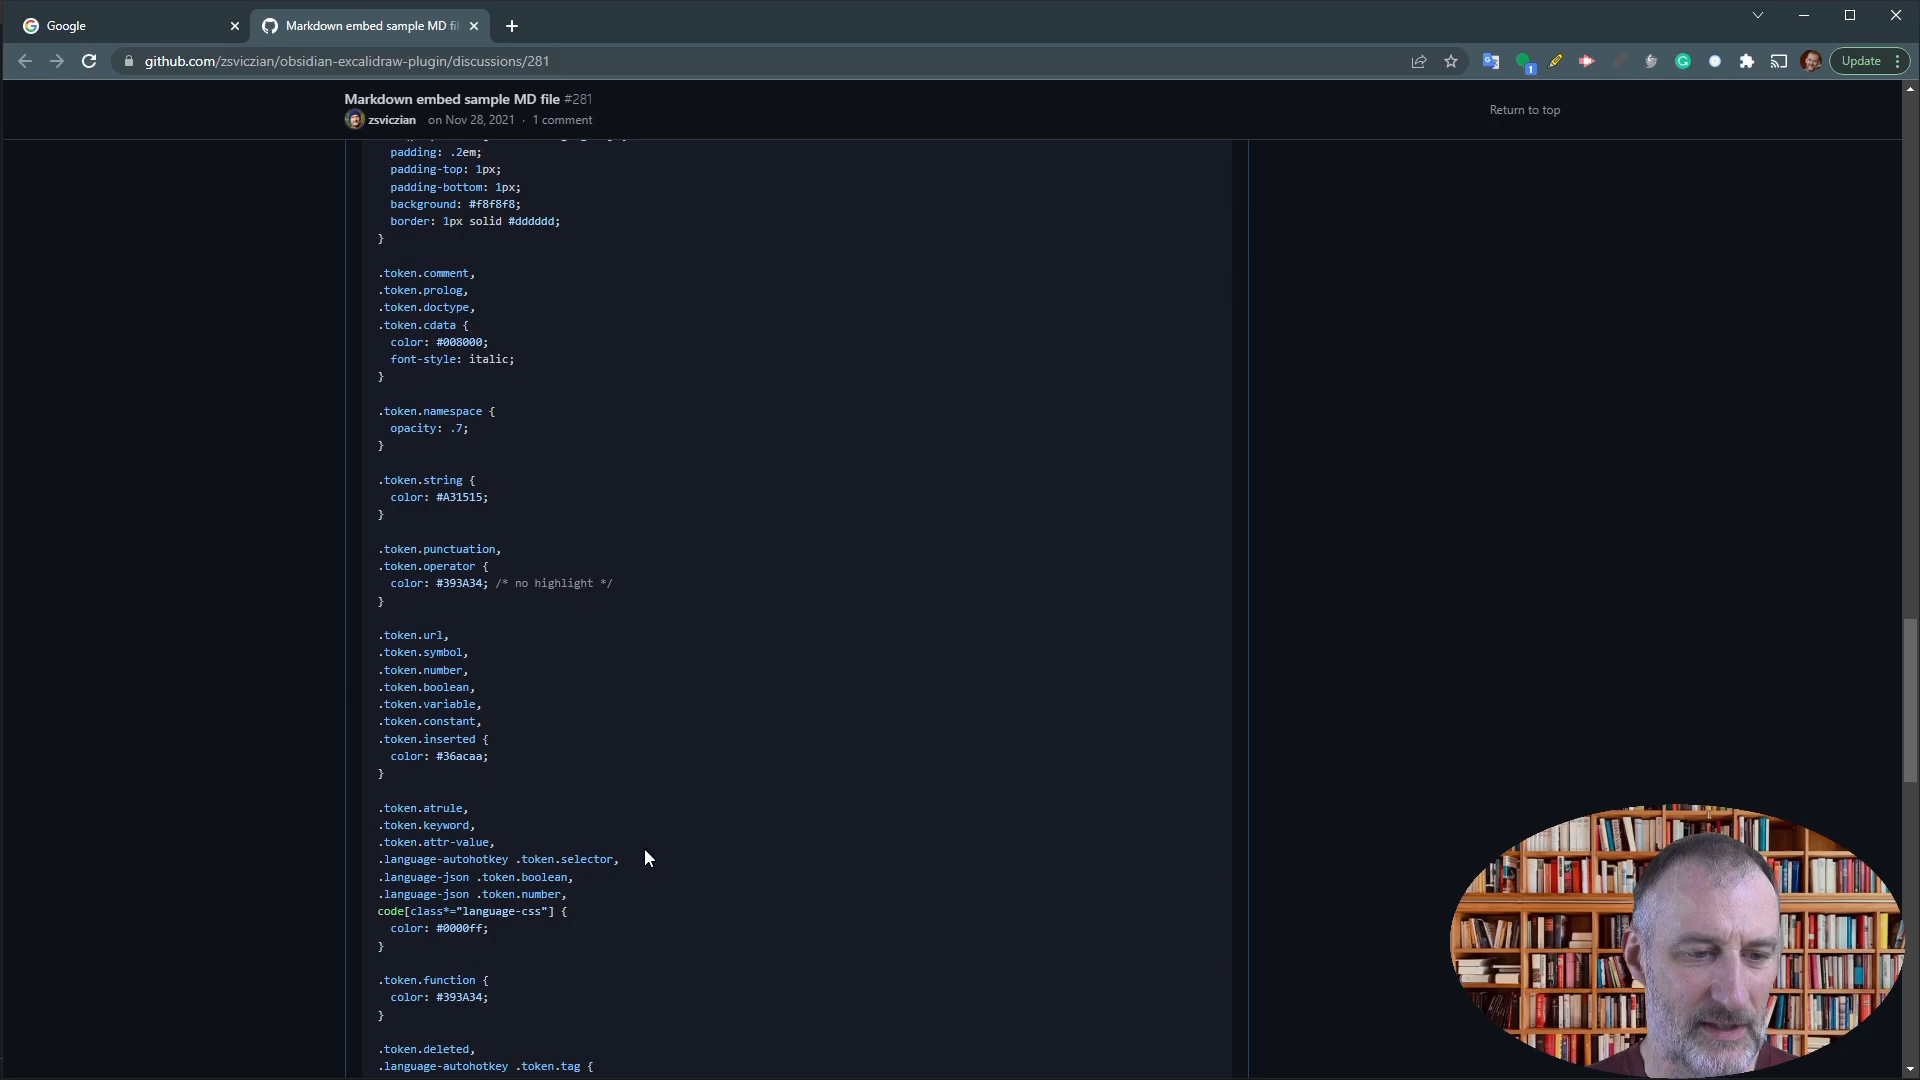 Google
Markdown embed sample MD fil
github.com/zsviczian/obsidian-excalidraw-plugin/discussions/281
1
Update
Markdown embed sample MD file #281
zsviczian on Nov 28, 2021 · 1 comment
Return to top
padding: .2em;
padding-top: 1px;
padding-bottom: 1px;
background: #f8f8f8;
border: 1px solid #dddddd;
}
.token.comment,
.token.prolog,
.token.doctype,
.token.cdata {
color: #008000;
font-style: italic;
}
.token.namespace {
opacity: .7;
}
.token.string {
color: #A31515;
}
.token.punctuation,
.token.operator {
color: #393A34; /* no highlight */
}
.token.url,
.token.symbol,
.token.number,
.token.boolean,
.token.variable,
.token.constant,
.token.inserted {
color: #36acaa;
}
.token.atrule,
.token.keyword,
.token.attr-value,
.language-autohotkey .token.selector,
.language-json .token.boolean,
.language-json .token.number,
code[class*="language-css"] {
color: #0000ff;
}
.token.function {
color: #393A34;
}
.token.deleted,
.language-autohotkey .token.tag {